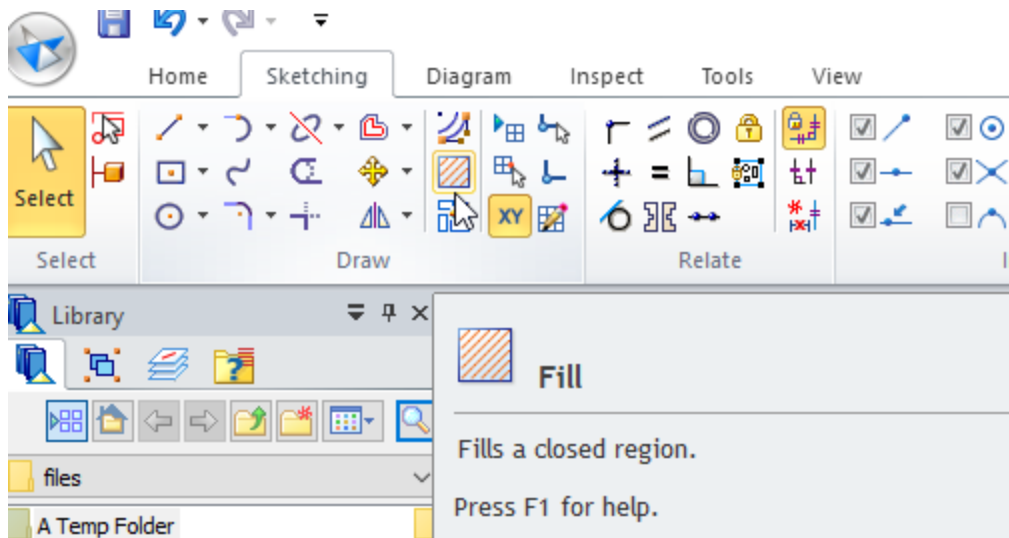 Home Sketching Diagram Inspect Tools View
Select
XY
Select Draw Relate
Library
Fill
Fills a closed region.
files
Press F1 for help.
A Temp Folder